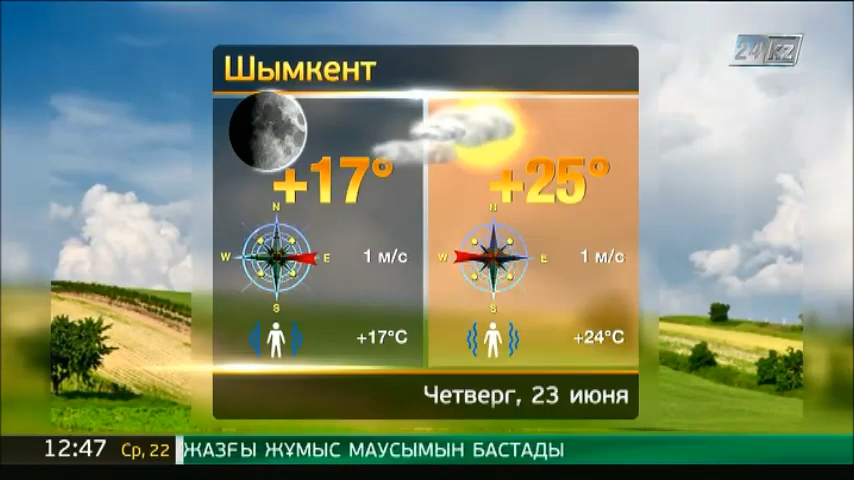 24 kz
Шымкент
+17° +25°
N N
W E 1 м/с W E 1 м/с
S S
+17°C +24°C
Четверг, 23 июня
12:47 Ср, 22 ЖАЗҒЫ ЖҰМЫС МАУСЫМЫН БАСТАДЫ